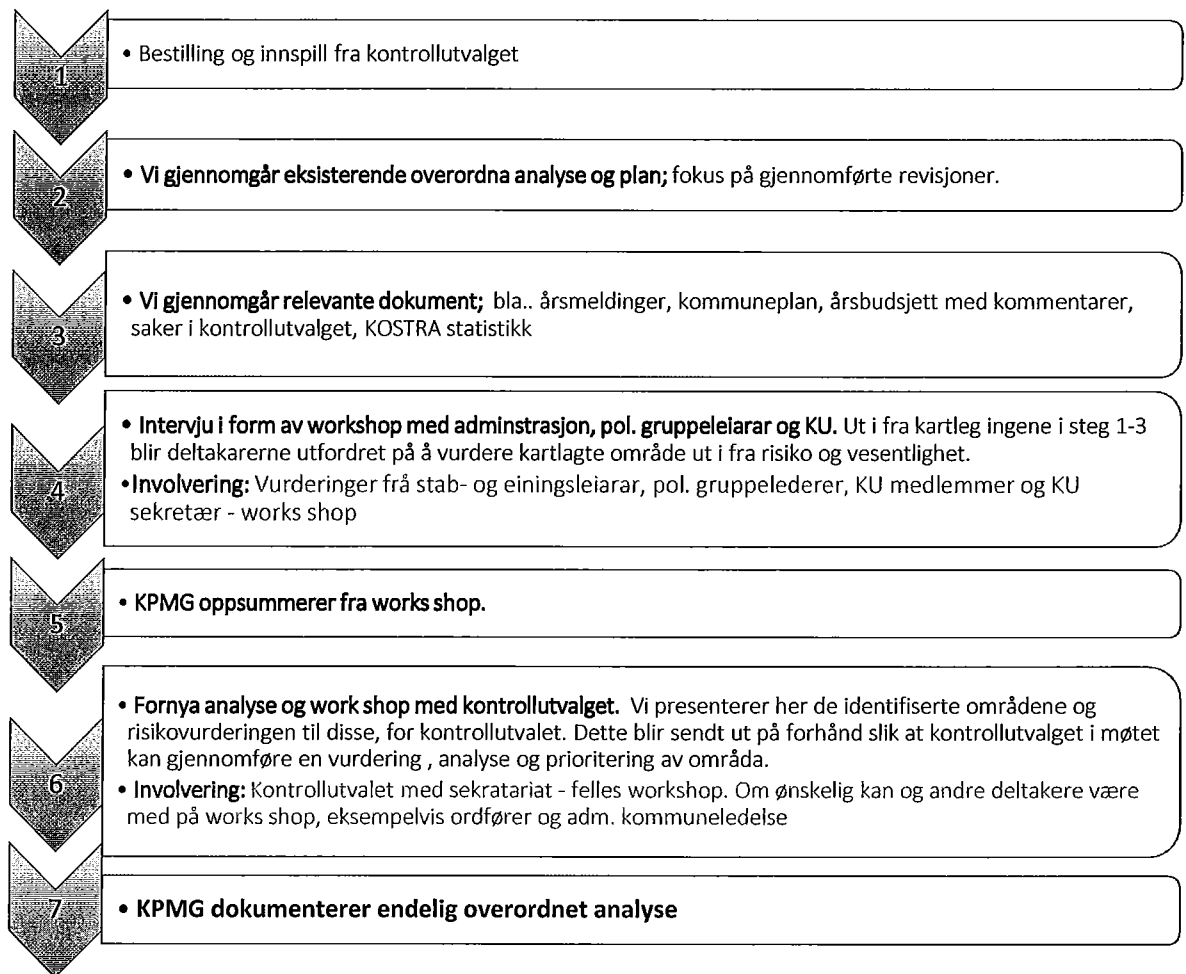 1
• Bestilling og innspill fra kontrollutvalget
2
• Vi gjennomgår eksisterende overordna analyse og plan; fokus på gjennomførte revisjoner.
3
• Vi gjennomgår relevante dokument; bla.. årsmeldinger, kommuneplan, årsbudsjett med kommentarer,
saker i kontrollutvalget, KOSTRA statistikk
4
• Intervju i form av workshop med adminstrasjon, pol. gruppeleiarar og KU. Ut i fra kartleg ingene i steg 1-3
blir deltakarerne utfordret på å vurdere kartlagte område ut i fra risiko og vesentlighet.
•Involvering: Vurderinger frå stab- og einingsleiarar, pol. gruppelederer, KU medlemmer og KU
sekretær - works shop
5
• KPMG oppsummerer fra works shop.
6
• Fornya analyse og work shop med kontrollutvalget. Vi presenterer her de identifiserte områdene og
risikovurderingen til disse, for kontrollutvalet. Dette blir sendt ut på forhånd slik at kontrollutvalget i møtet
kan gjennomføre en vurdering , analyse og prioritering av områda.
• Involvering: Kontrollutvalet med sekratariat - felles workshop. Om ønskelig kan og andre deltakere være
med på works shop, eksempelvis ordfører og adm. kommuneledelse
7
• KPMG dokumenterer endelig overordnet analyse